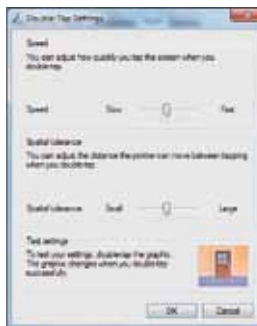 Double-Tap Settings
Speed
You can adjust how quickly you tap the screen when you
double-tap.
Speed Slow Fast
Spatial tolerance
You can adjust the distance the pointer can move between tapping
when you double-tap.
Spatial tolerance Small Large
Test settings
To test your settings, double-tap the graphic.
The graphic changes when you double-tap
successfully.
OK Cancel